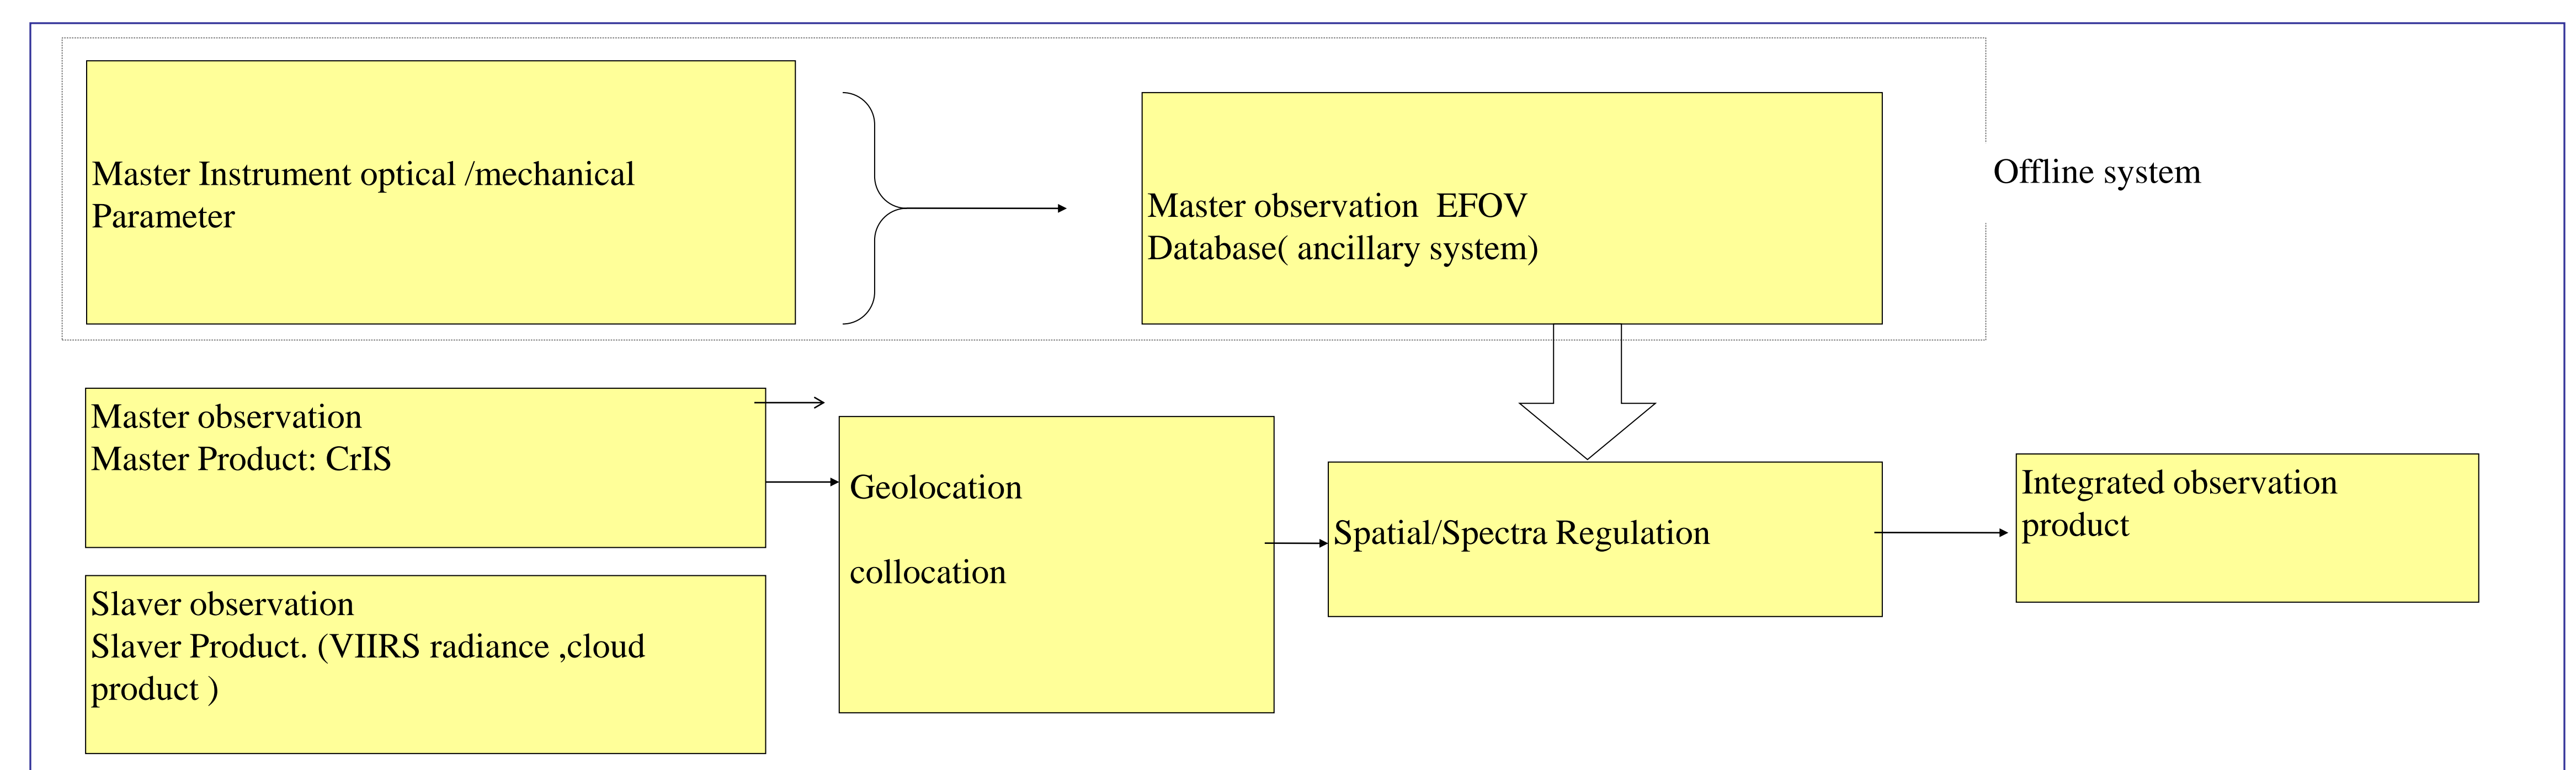 Master Instrument optical /mechanical
Parameter
Master observation  EFOV
Database( ancillary system)
Offline system
Master observation
Master Product: CrIS
Slaver observation
Slaver Product. (VIIRS radiance ,cloud
product )
Geolocation
collocation
Spatial/Spectra Regulation
Integrated observation
product